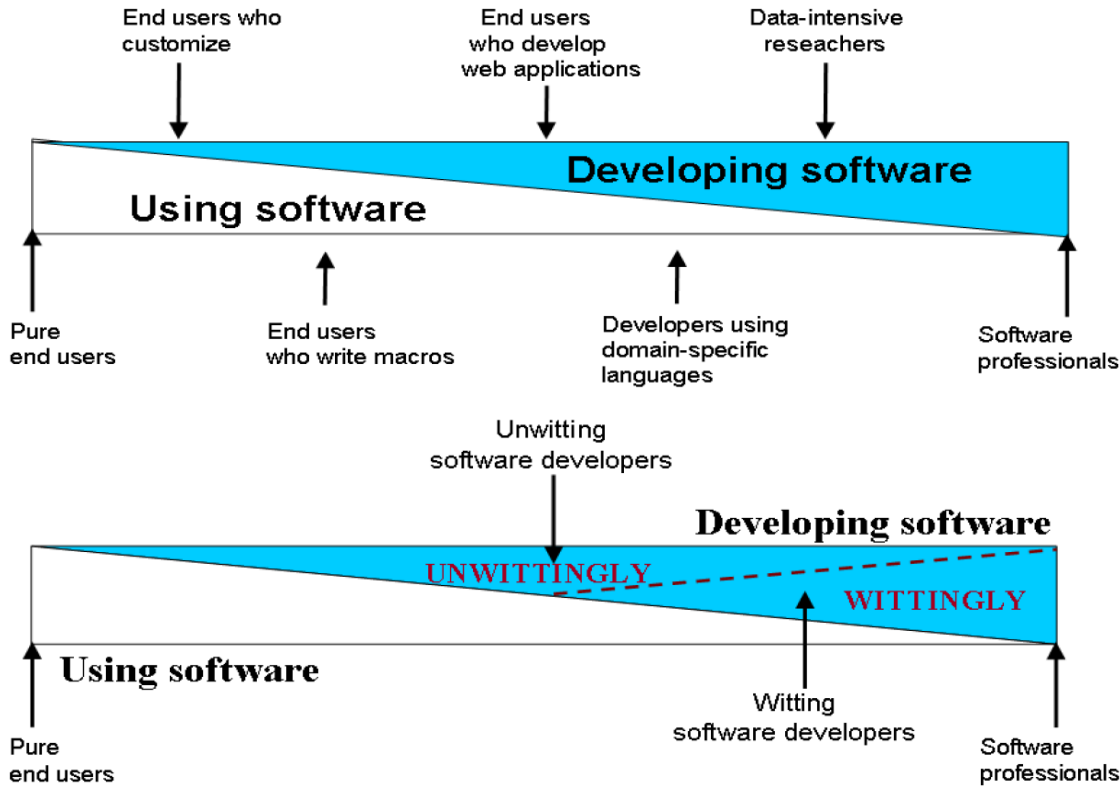 End users who
customize
End users
who develop
web applications
Data-intensive
reseachers
Developing software
Using software
Pure
end users
End users
who write macros
Developers using
domain-specific
languages
Software
professionals
Unwitting
software developers
Developing software
UNWITTINGLY
WITTINGLY
Using software
Pure
end users
Witting
software developers
Software
professionals